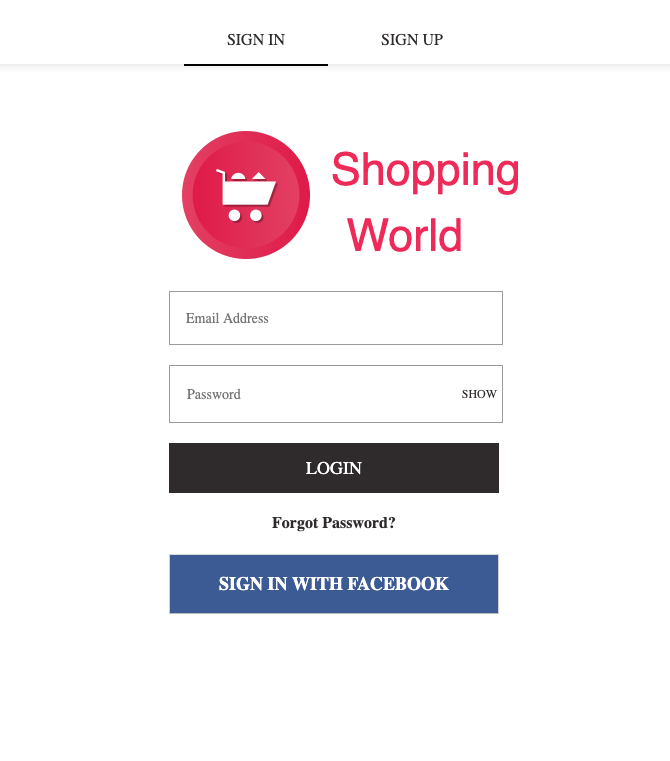 SIGN IN
SIGN UP
Shopping
World
Email Address
Password
SHOW
LOGIN
Forgot Password?
SIGN IN WITH FACEBOOK